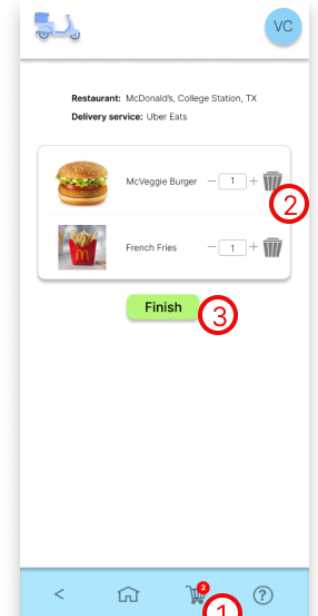 VC
Restaurant: McDonald's, College Station, TX
Delivery service: Uber Eats
McVeggie Burger − 1 +
2
French Fries − 1 +
Finish
3
< 2 ?
1